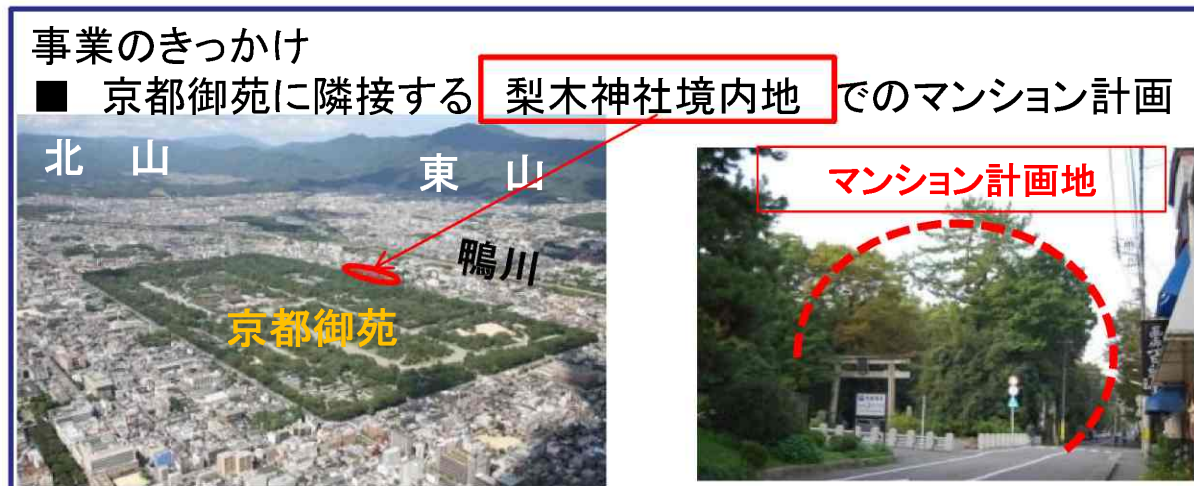 事業のきっかけ
■ 京都御苑に隣接する 梨木神社境内地 でのマンション計画
北 山
東 山
鴨川
京都御苑
マンション計画地